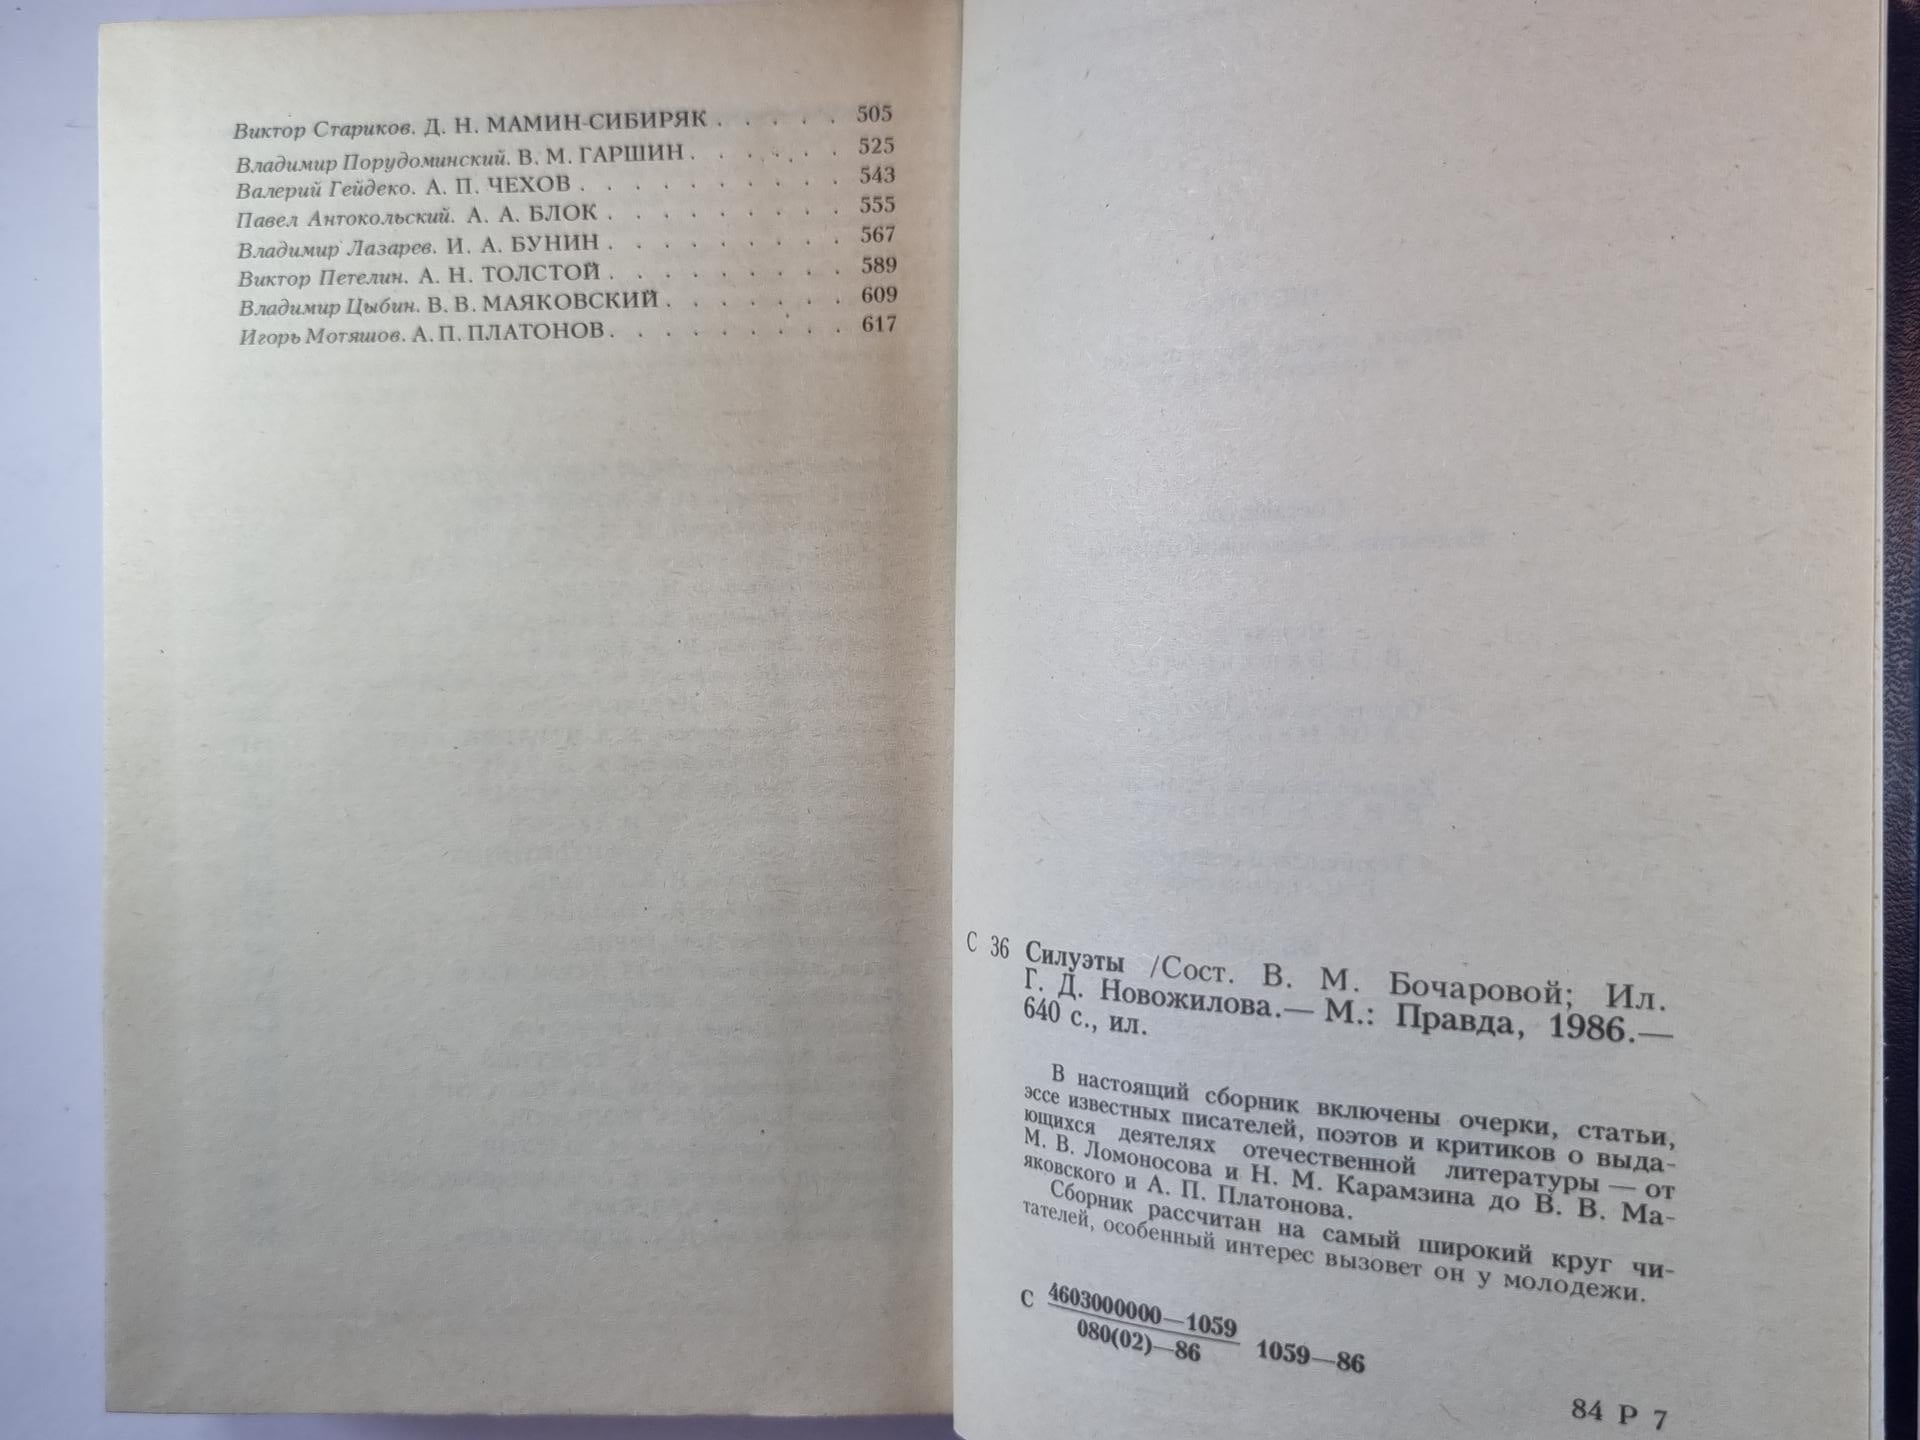 Виктор Стариков. Д. Н. МАМИН-СИБИРЯК . . . . . 505
Владимир Порудоминский. В. М. ГАРШИН . . . . . . 525
Валерий Гейдеко. А. П. ЧЕХОВ . . . . . . . . . . 543
Павел Антокольский. А. А. БЛОК . . . . . . . . . 555
Владимир Лазарев. И. А. БУНИН . . . . . . . . . 567
Виктор Петелин. А. Н. ТОЛСТОЙ . . . . . . . . . 589
Владимир Цыбин. В. В. МАЯКОВСКИЙ . . . . . . . 609
Игорь Мотяшов. А. П. ПЛАТОНОВ . . . . . . . . . 617
С 36 Силуэты /Сост. В. М. Бочаровой; Ил.
Г. Д. Новожилова.— М.: Правда, 1986.—
640 с., ил.
В настоящий сборник включены очерки, статьи,
эссе известных писателей, поэтов и критиков о выда-
ющихся деятелях отечественной литературы — от
М. В. Ломоносова и Н. М. Карамзина до В. В. Ма-
яковского и А. П. Платонова.
Сборник рассчитан на самый широкий круг чи-
тателей, особенный интерес вызовет он у молодежи.
С 4603000000—1059
080(02)—86 1059—86
84 Р 7